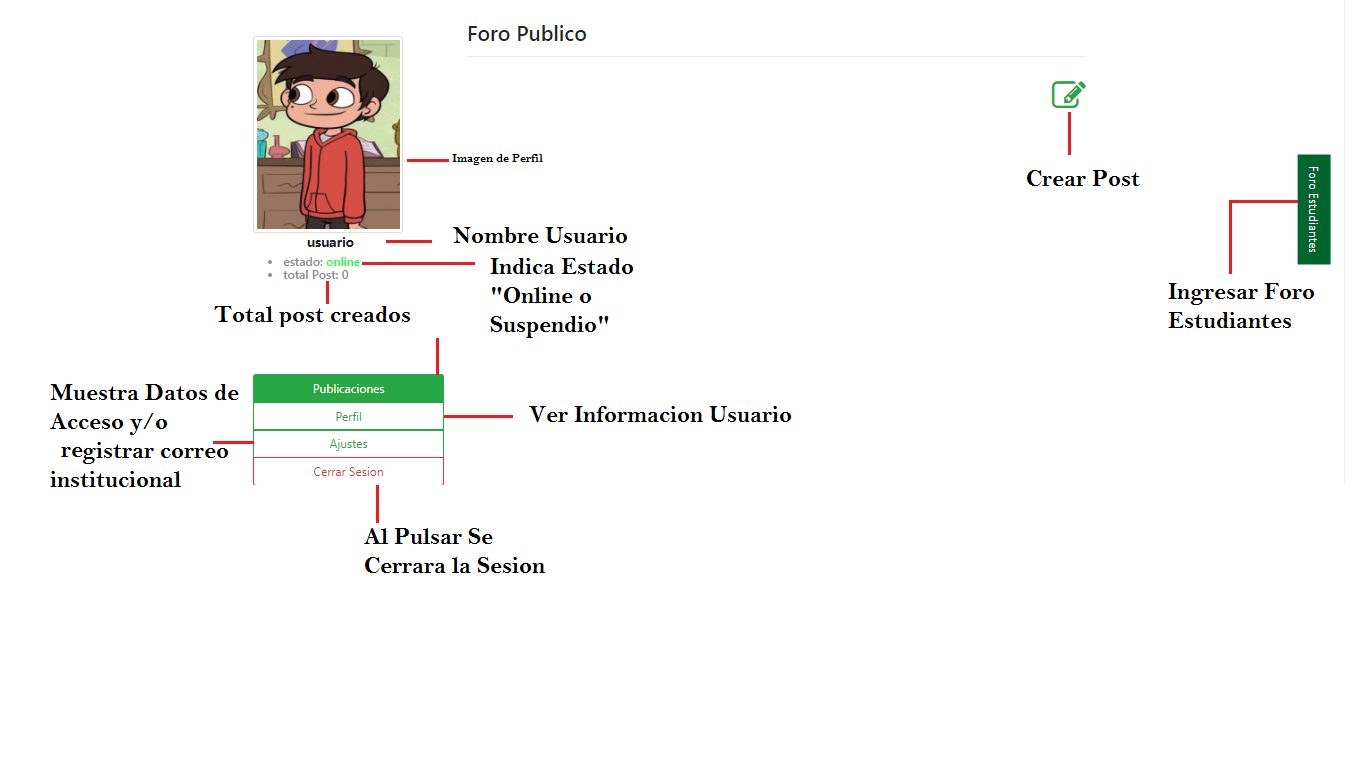 Foro Publico
Imagen de Perfil
Crear Post
Foro Estudiantes
usuario
Nombre Usuario
estado: online
total Post: 0
Indica Estado
"Online o
Suspendio"
Ingresar Foro
Estudiantes
Total post creados
Publicaciones
Perfil
Ajustes
Cerrar Sesion
Muestra Datos de
Acceso y/o
registrar correo
institucional
Ver Informacion Usuario
Al Pulsar Se
Cerrara la Sesion